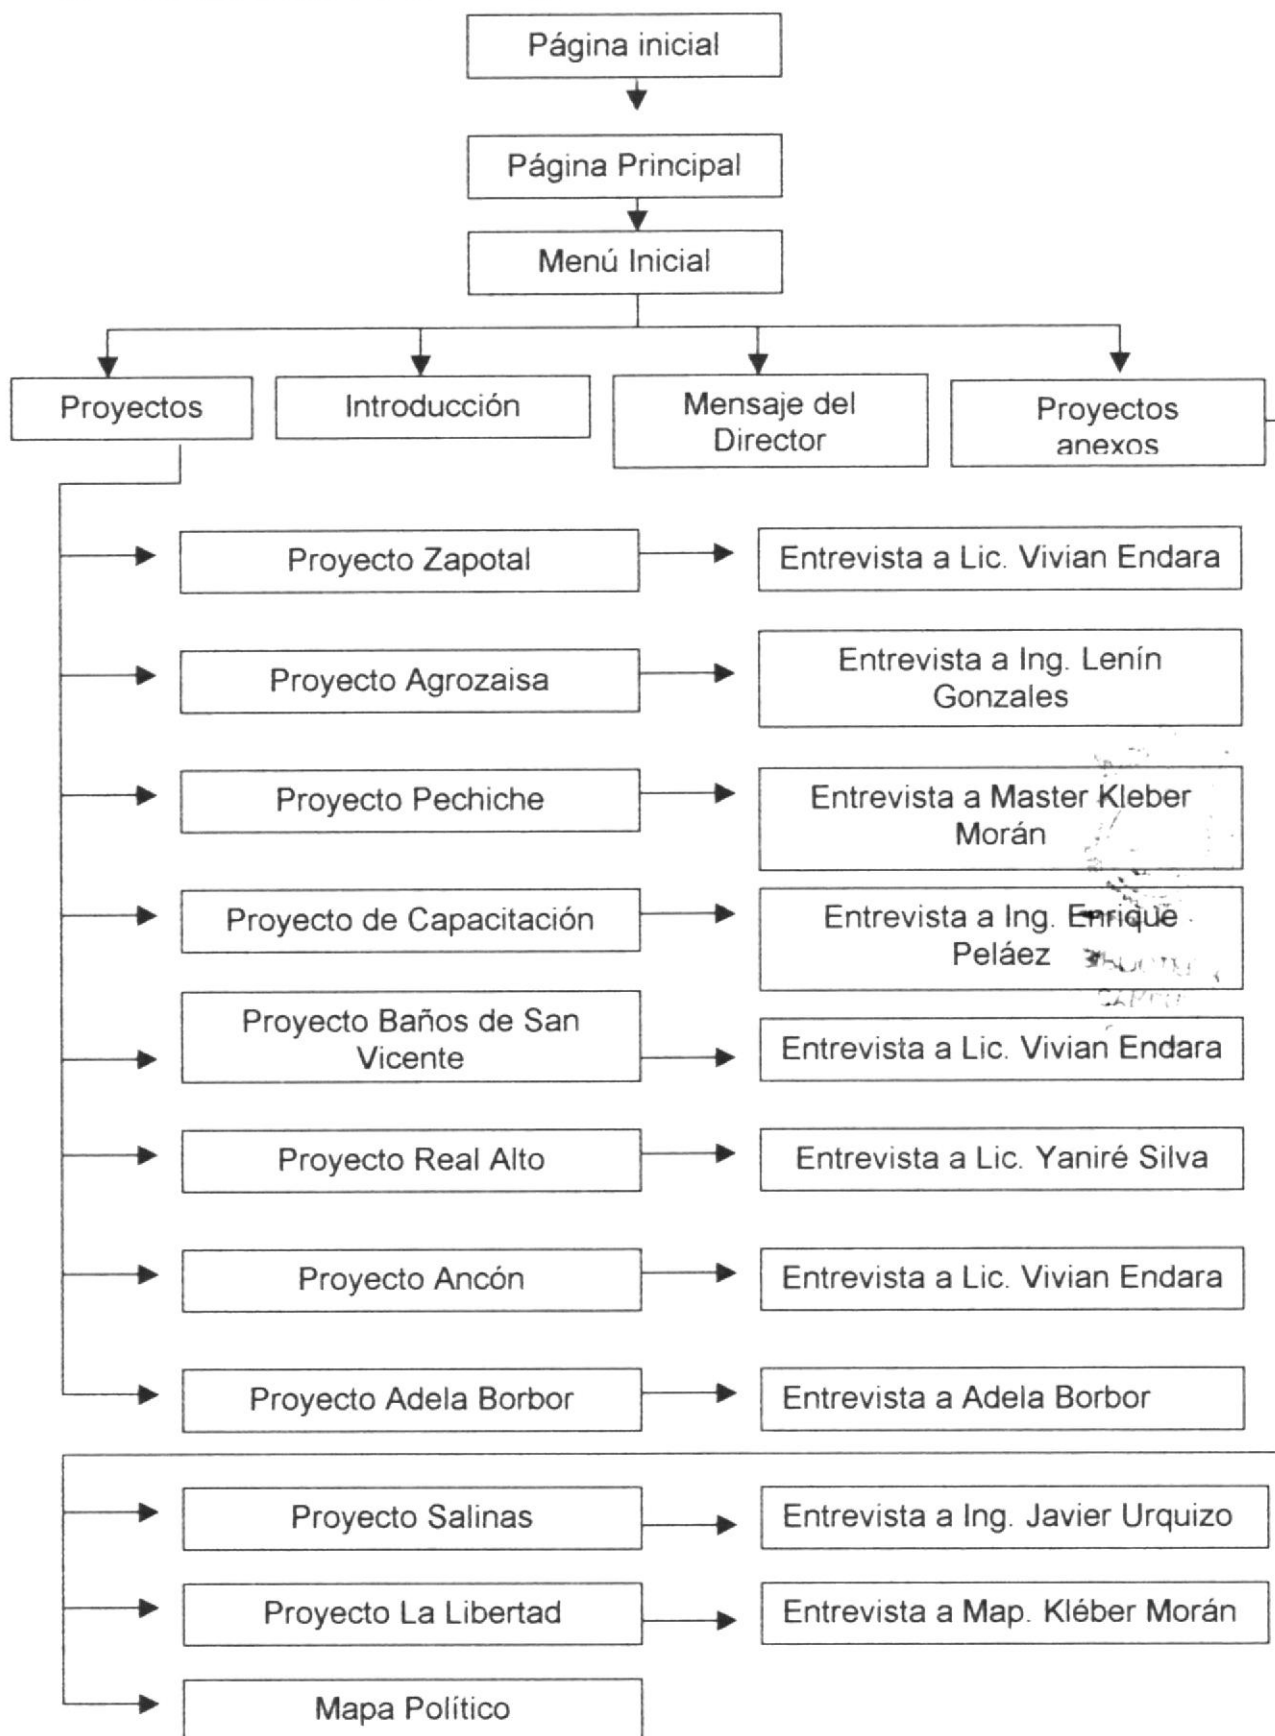 Página inicial
Página Principal
Menú Inicial
Proyectos
Introducción
Mensaje del
Director
Proyectos
anexos
Proyecto Zapotal
Entrevista a Lic. Vivian Endara
Proyecto Agrozaisa
Entrevista a Ing. Lenín
Gonzales
Proyecto Pechiche
Entrevista a Master Kleber
Morán
Proyecto de Capacitación
Entrevista a Ing. Enrique
Peláez
Proyecto Baños de San
Vicente
Entrevista a Lic. Vivian Endara
Proyecto Real Alto
Entrevista a Lic. Yaniré Silva
Proyecto Ancón
Entrevista a Lic. Vivian Endara
Proyecto Adela Borbor
Entrevista a Adela Borbor
Proyecto Salinas
Entrevista a Ing. Javier Urquizo
Proyecto La Libertad
Entrevista a Map. Kléber Morán
Mapa Político